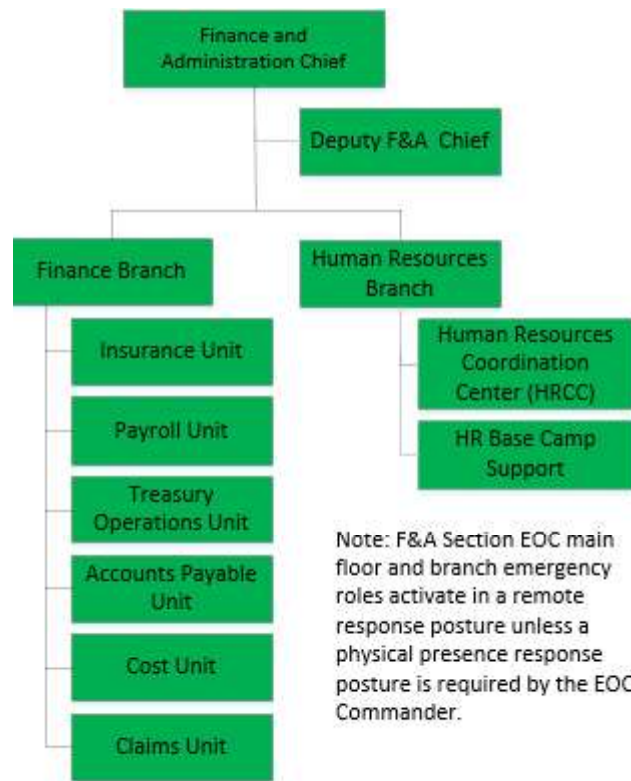 Finance and
Administration Chief
Deputy F&A Chief
Finance Branch
Human Resources
Branch
Insurance Unit
Payroll Unit
Treasury
Operations Unit
Accounts Payable
Unit
Cost Unit
Claims Unit
Human Resources
Coordination
Center (HRCC)
HR Base Camp
Support
Note: F&A Section EOC main
floor and branch emergency
roles activate in a remote
response posture unless a
physical presence response
posture is required by the EOC
Commander.